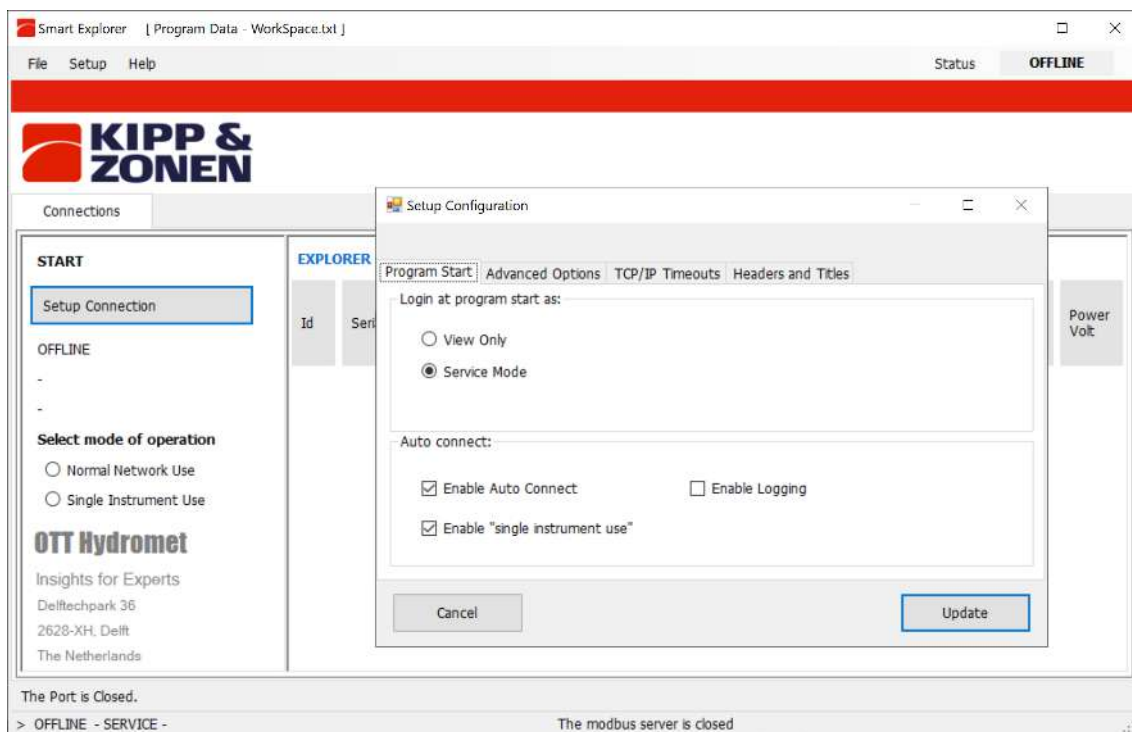 Smart Explorer [ Program Data - WorkSpace.txt ]
File Setup Help Status OFFLINE
KIPP &
ZONEN
Connections
START
Setup Connection
OFFLINE
-
-
Select mode of operation
Normal Network Use
Single Instrument Use
OTT Hydromet
Insights for Experts
Delftechpark 36
2628-XH, Delft
The Netherlands
EXPLORER
Id
Power
Volt
Setup Configuration
Program Start Advanced Options TCP/IP Timeouts Headers and Titles
Login at program start as:
View Only
Service Mode
Auto connect:
Enable Auto Connect Enable Logging
Enable "single instrument use"
Cancel Update
The Port is Closed.
> OFFLINE - SERVICE - The modbus server is closed